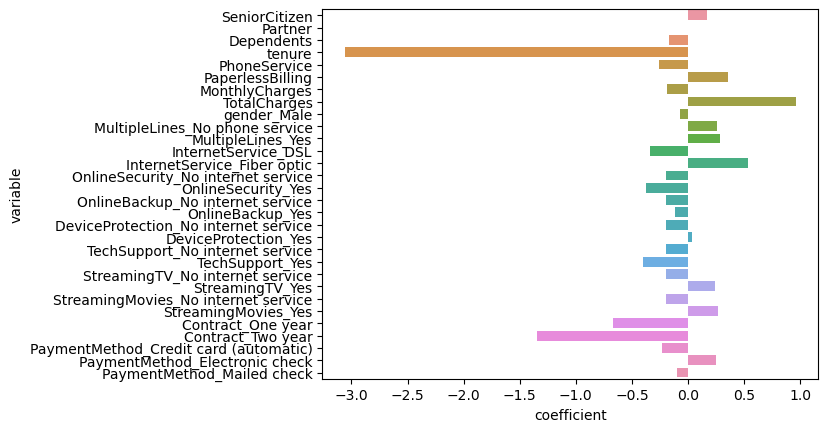 SeniorCitizen
Partner
Dependents
tenure
PhoneService
PaperlessBilling
MonthlyCharges
TotalCharges
gender_Male
MultipleLines_No phone service
MultipleLines_Yes
InternetService_DSL
InternetService_Fiber optic
OnlineSecurity_No internet service
OnlineSecurity_Yes
OnlineBackup_No internet service
OnlineBackup_Yes
DeviceProtection_No internet service
DeviceProtection_Yes
TechSupport_No internet service
TechSupport_Yes
StreamingTV_No internet service
StreamingTV_Yes
StreamingMovies_No internet service
StreamingMovies_Yes
Contract_One year
Contract_Two year
PaymentMethod_Credit card (automatic)
PaymentMethod_Electronic check
PaymentMethod_Mailed check
variable
−3.0 −2.5 −2.0 −1.5 −1.0 −0.5 0.0 0.5 1.0
coefficient